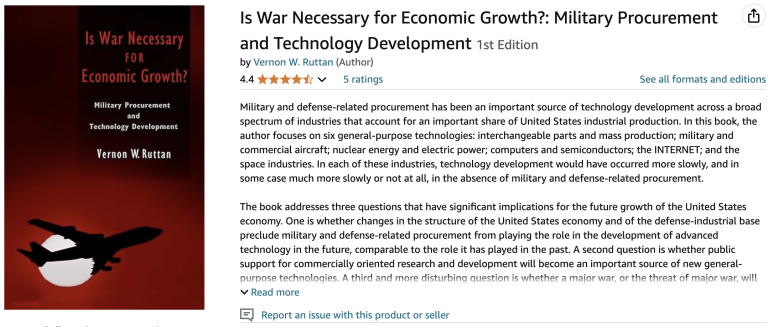 Is War Necessary
FOR
Economic Growth?
Military Procurement
and
Technology Development
Vernon W. Ruttan
Is War Necessary for Economic Growth?: Military Procurement
and Technology Development 1st Edition
by Vernon W. Ruttan (Author)
4.4 5 ratings
See all formats and editions
Military and defense-related procurement has been an important source of technology development across a broad
spectrum of industries that account for an important share of United States industrial production. In this book, the
author focuses on six general-purpose technologies: interchangeable parts and mass production; military and
commercial aircraft; nuclear energy and electric power; computers and semiconductors; the INTERNET; and the
space industries. In each of these industries, technology development would have occurred more slowly, and in
some case much more slowly or not at all, in the absence of military and defense-related procurement.
The book addresses three questions that have significant implications for the future growth of the United States
economy. One is whether changes in the structure of the United States economy and of the defense-industrial base
preclude military and defense-related procurement from playing the role in the development of advanced
technology in the future, comparable to the role it has played in the past. A second question is whether public
support for commercially oriented research and development will become an important source of new general-
purpose technologies. A third and more disturbing question is whether a major war, or the threat of major war, will
Read more
Report an issue with this product or seller